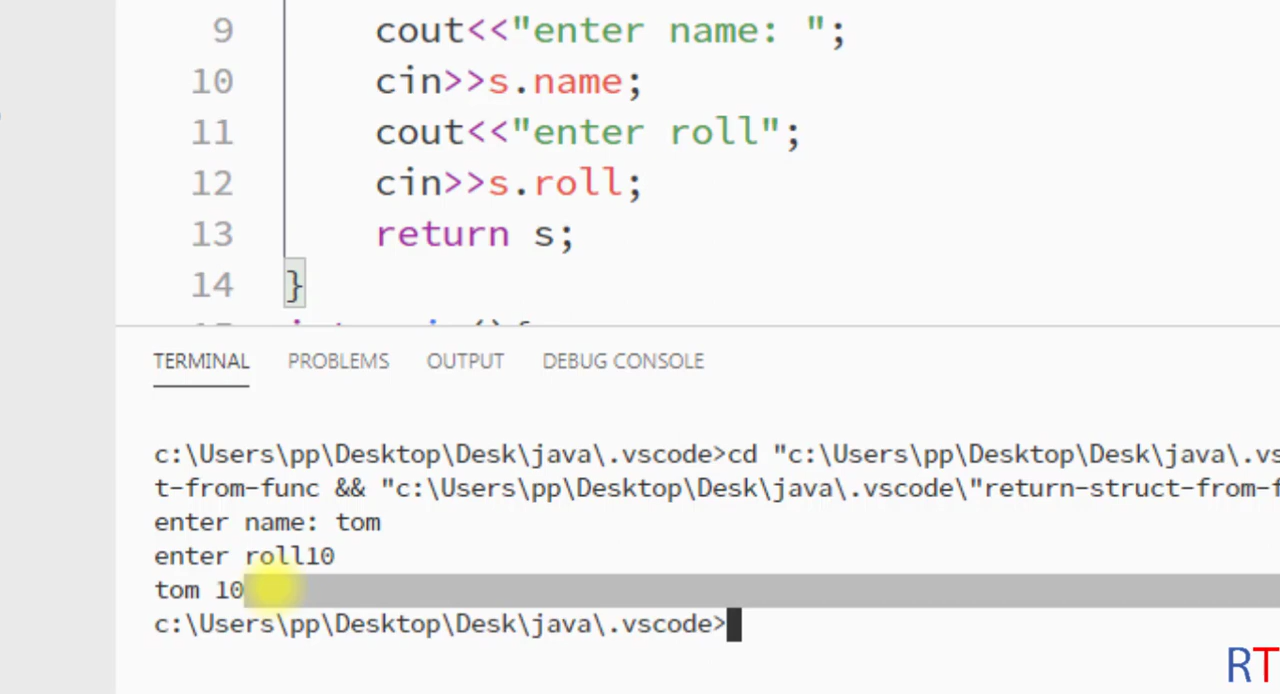 9 cout<<"enter name: ";
10 cin>>s.name;
11 cout<<"enter roll";
12 cin>>s.roll;
13 return s;
14 }
TERMINAL PROBLEMS OUTPUT DEBUG CONSOLE
c:\Users\pp\Desktop\Desk\java\.vscode>cd "c:\Users\pp\Desktop\Desk\java\.vs
t-from-func && "c:\Users\pp\Desktop\Desk\java\.vscode\"return-struct-from-f
enter name: tom
enter roll10
tom 10
c:\Users\pp\Desktop\Desk\java\.vscode>
RT